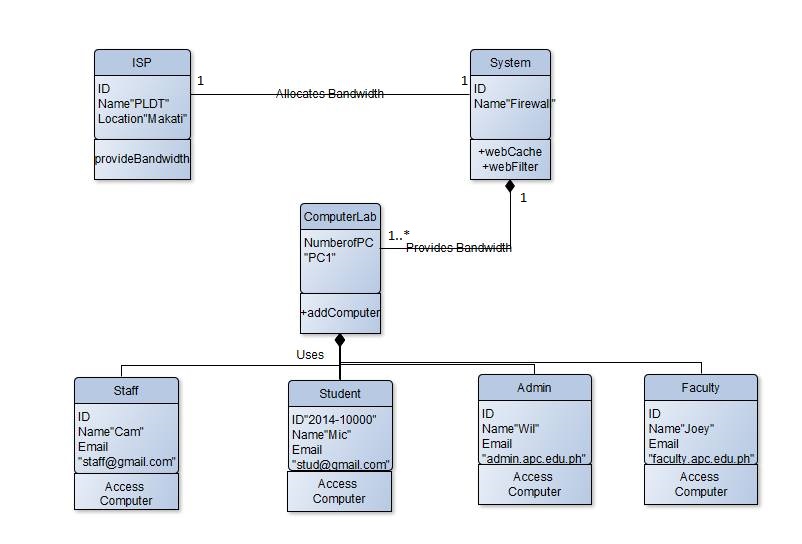 ISP
ID
Name"PLDT"
Location"Makati"
provideBandwidth
1
Allocates Bandwidth
1
System
ID
Name"Firewall"
+webCache
+webFilter
1
ComputerLab
NumberofPC
"PC1"
+addComputer
1..*
Provides Bandwidth
Uses
Staff
ID
Name"Cam"
Email
"staff@gmail.com"
Access
Computer
Student
ID"2014-10000"
Name"Mic"
Email
"stud@gmail.com"
Access
Computer
Admin
ID
Name"Wil"
Email
"admin.apc.edu.ph"
Access
Computer
Faculty
ID
Name"Joey"
Email
"faculty.apc.edu.ph"
Access
Computer